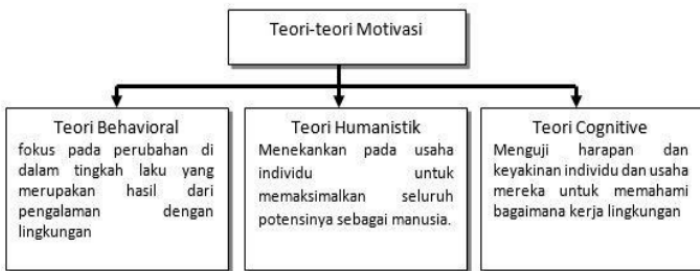 Teori-teori Motivasi
Teori Behavioral
fokus pada perubahan di
dalam tingkah laku yang
merupakan hasil dari
pengalaman dengan
lingkungan
Teori Humanistik
Menekankan pada usaha
individu untuk
memaksimalkan seluruh
potensinya sebagai manusia.
Teori Cognitive
Menguji harapan dan
keyakinan individu dan usaha
mereka untuk memahami
bagaimana kerja lingkungan